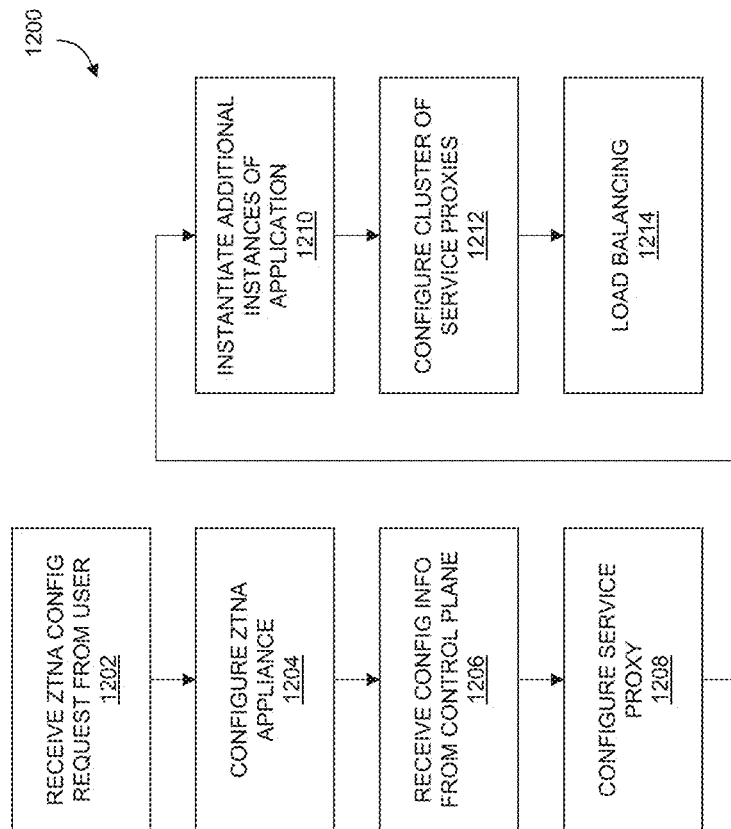 1200
RECEIVE ZTNA CONFIG
REQUEST FROM USER
1202
CONFIGURE ZTNA
APPLIANCE
1204
RECEIVE CONFIG INFO
FROM CONTROL PLANE
1206
CONFIGURE SERVICE
PROXY
1208
INSTANTIATE ADDITIONAL
INSTANCES OF
APPLICATION
1210
CONFIGURE CLUSTER OF
SERVICE PROXIES
1212
LOAD BALANCING
1214